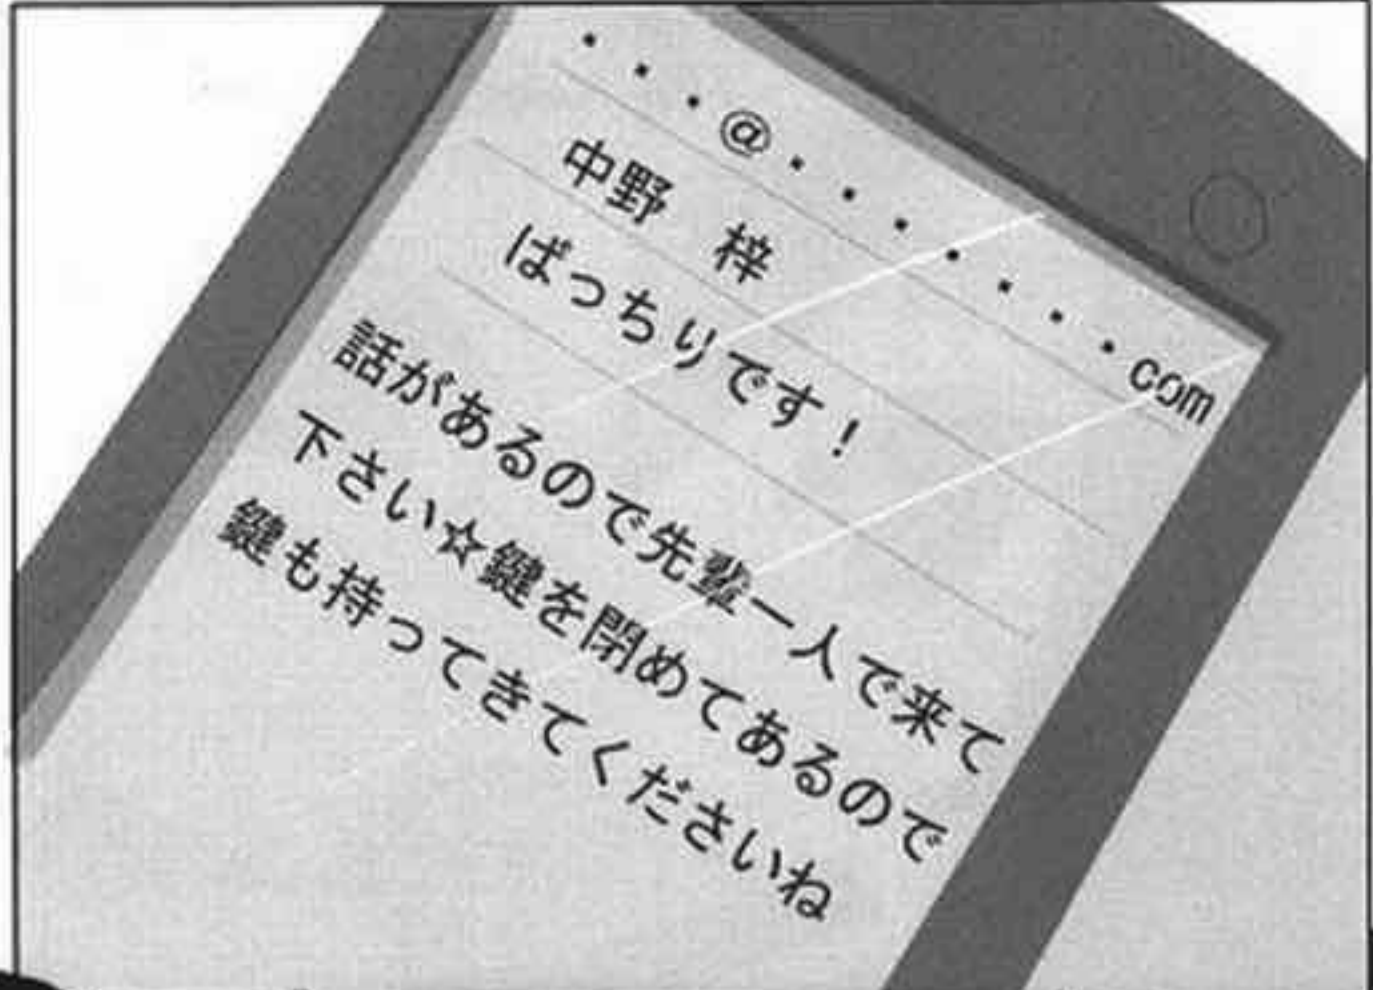 ・・・@・・・・・・・com
中野　梓
ばっちりです！
話があるので先輩一人で来て
下さい☆鍵を閉めてあるので
鍵も持ってきてくださいね